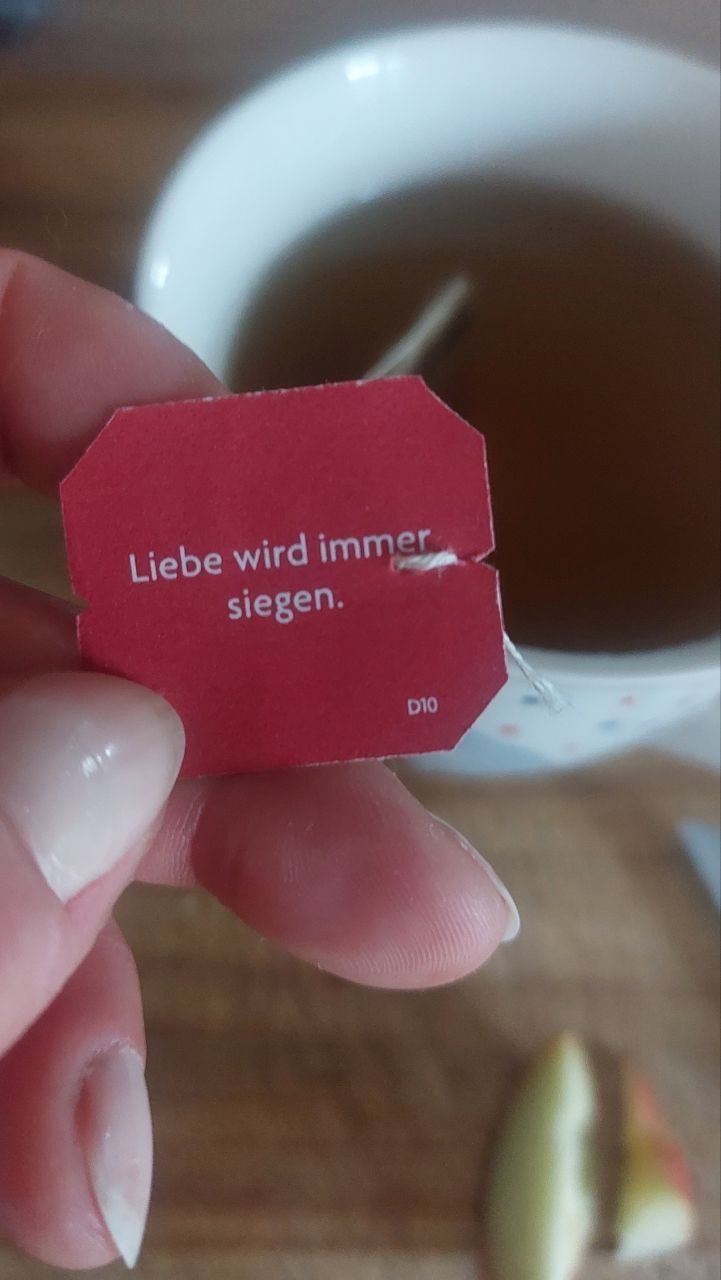 Liebe wird immer
siegen.
D10